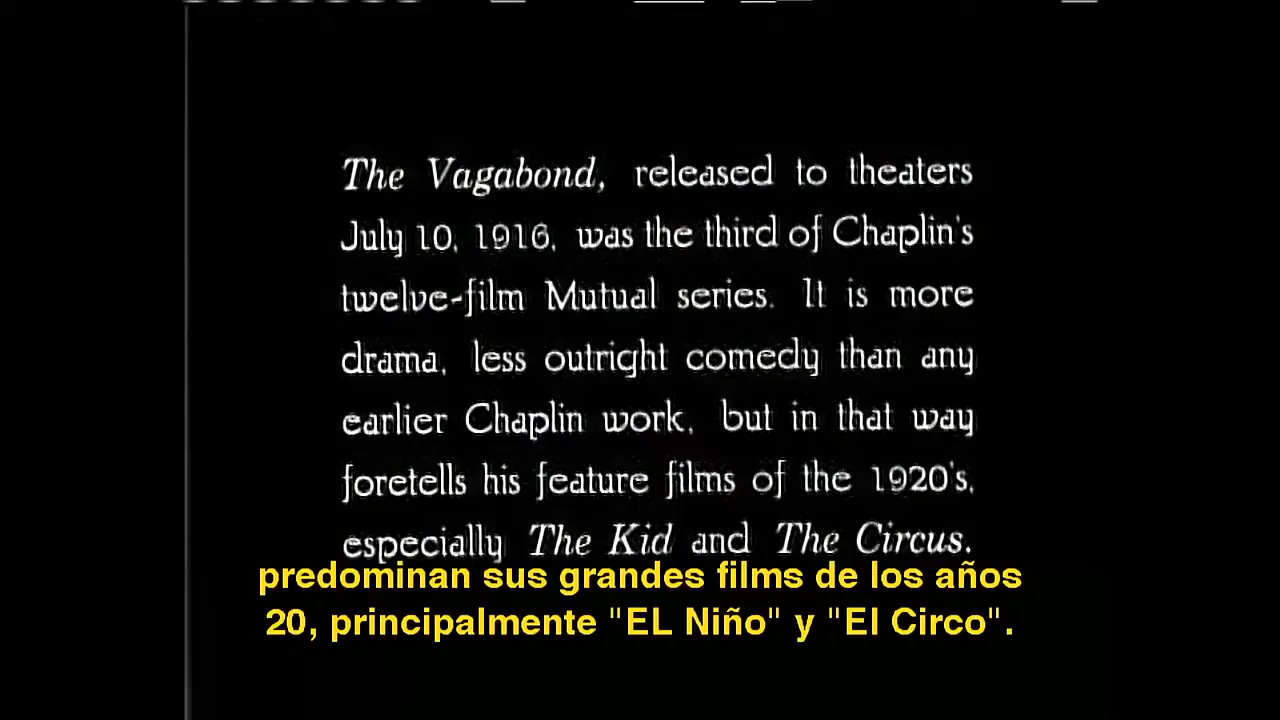 The Vagabond, released to theaters
July 10, 1916, was the third of Chaplin's
twelve-film Mutual series. It is more
drama, less outright comedy than any
earlier Chaplin work, but in that way
foretells his feature films of the 1920's,
especially The Kid and The Circus.
predominan sus grandes films de los años
20, principalmente "EL Niño" y "El Circo".